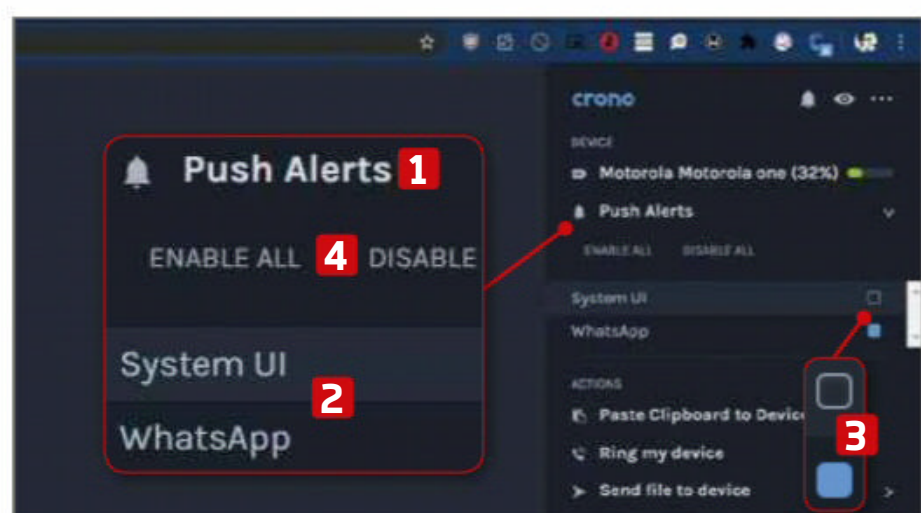 crono
DEVICE
Motorola Motorola one (32%)
Push Alerts
ENABLE ALL DISABLE ALL
System UI
WhatsApp
ACTIONS
Paste Clipboard to Device
Ring my device
Send file to device
Push Alerts 1
ENABLE ALL 4 DISABLE
System UI
2
WhatsApp
3